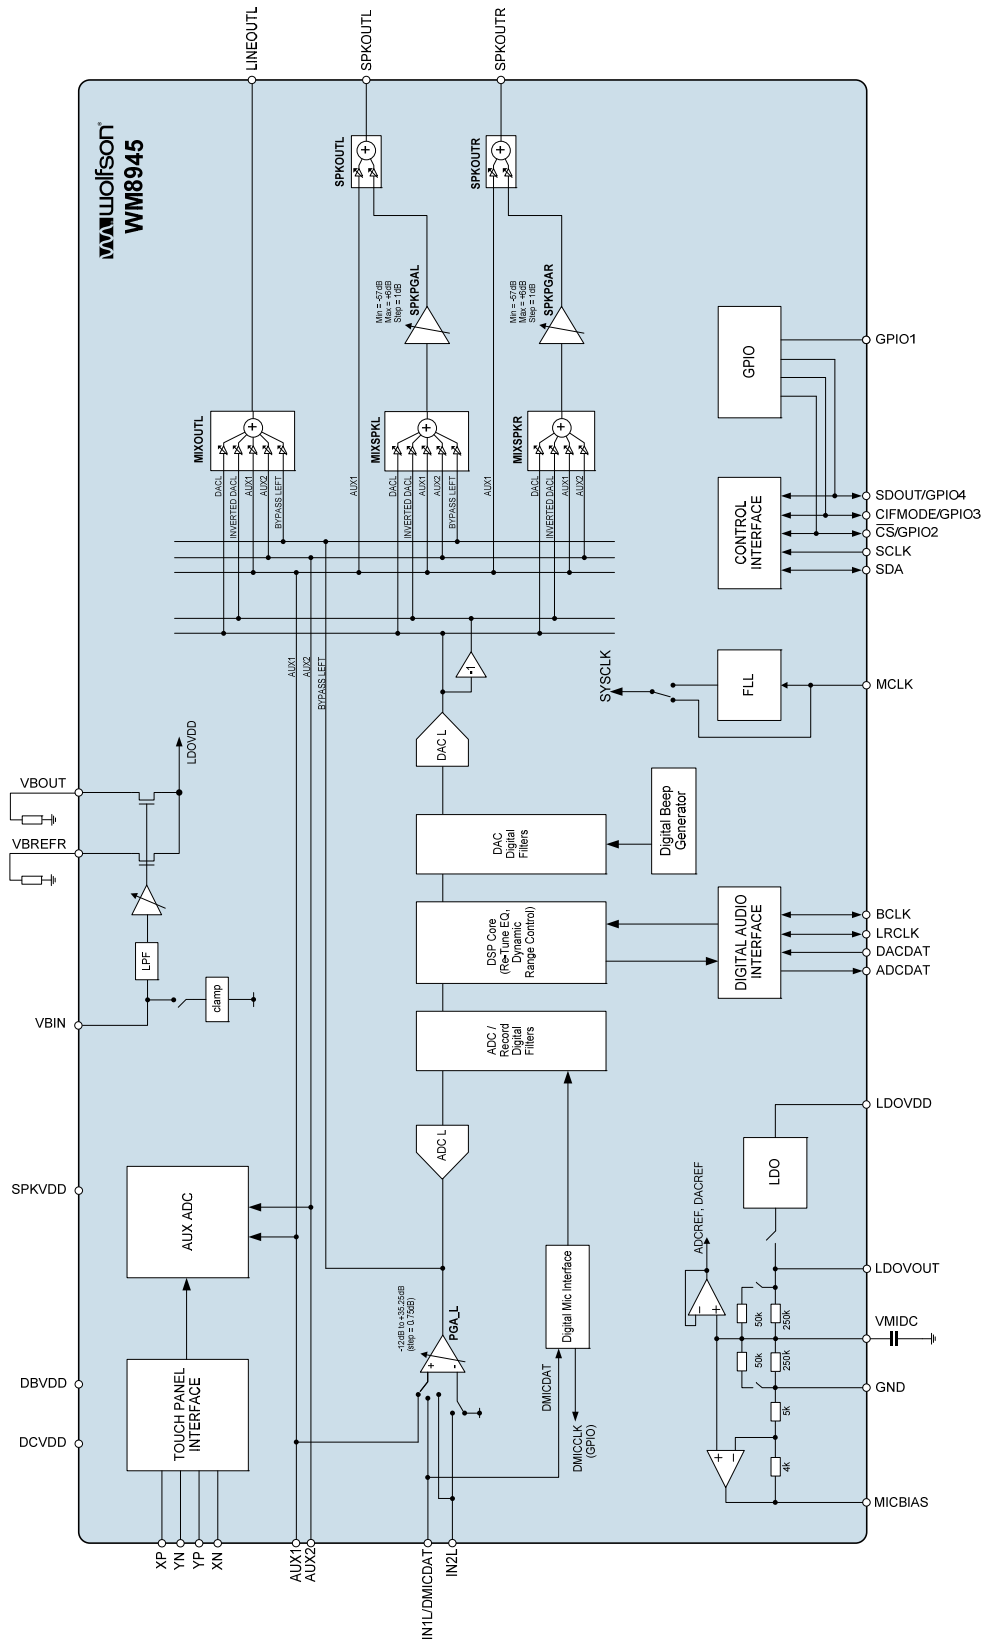 LINEOUTL
SPKOUTL
SPKOUTR
wolfson®
WM8945
SPKOUTL
SPKOUTR
Min = -57dB
Max = +6dB
Step = 1dB
SPKPGAL
Min = -57dB
Max = +6dB
Step = 1dB
SPKPGAR
GPIO
GPIO1
MIXOUTL
MIXSPKL
MIXSPKR
DACL
INVERTED DACL
AUX1
AUX2
BYPASS LEFT
AUX1
DACL
INVERTED DACL
AUX1
AUX2
BYPASS LEFT
AUX1
DACL
INVERTED DACL
AUX1
AUX2
CONTROL
INTERFACE
SDOUT/GPIO4
CIFMODE/GPIO3
CS/GPIO2
SCLK
SDA
AUX1
AUX2
BYPASS LEFT
-1
SYSCLK
FLL
MCLK
LDOVDD
DAC L
VBOUT
VBREFR
DAC
Digital
Filters
Digital Beep
Generator
LPF
clamp
VBIN
DSP Core
(Re-Tune EQ,
Dynamic
Range Control)
DIGITAL AUDIO
INTERFACE
BCLK
LRCLK
DACDAT
ADCDAT
ADC /
Record
Digital
Filters
ADC L
LDOVDD
LDO
SPKVDD
AUX ADC
ADCREF, DACREF
LDOVOUT
Digital Mic Interface
-12dB to +35.25dB
(step = 0.75dB)
PGA_L
+
-
50k
250k
VMIDC
50k
250k
GND
DBVDD
DCVDD
TOUCH PANEL
INTERFACE
DMICDAT
DMICCLK
(GPIO)
5k
4k
MICBIAS
XP
YN
YP
XN
AUX1
AUX2
IN1L/DMICDAT
IN2L